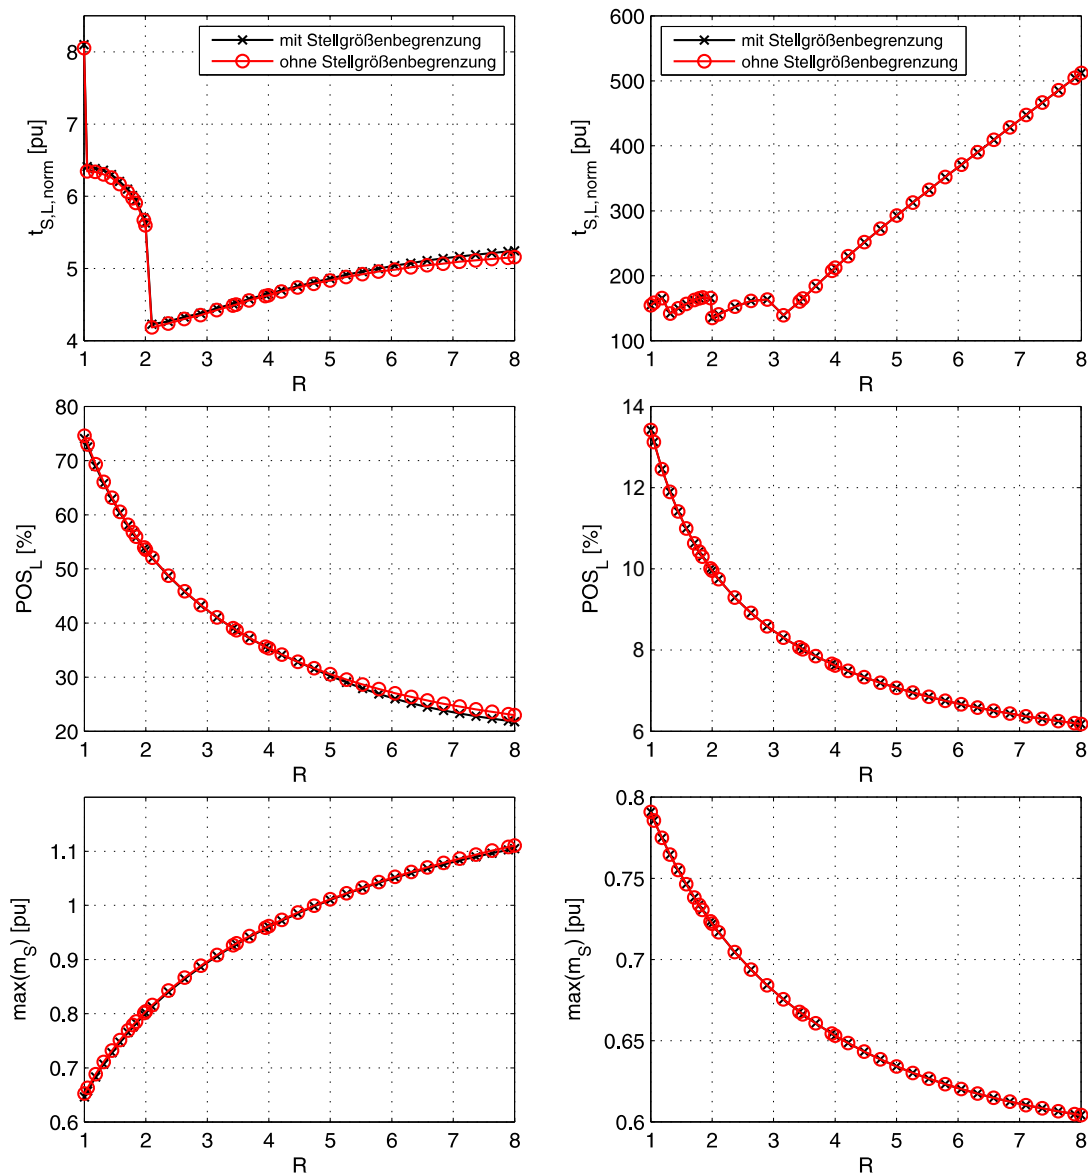 8
7
6
5
4
1 2 3 4 5 6 7 8
R
t_S,L,norm [pu]
mit Stellgrößenbegrenzung
ohne Stellgrößenbegrenzung
600
500
400
300
200
100
1 2 3 4 5 6 7 8
R
t_S,L,norm [pu]
mit Stellgrößenbegrenzung
ohne Stellgrößenbegrenzung
80
70
60
50
40
30
20
1 2 3 4 5 6 7 8
R
POS_L [%]
14
12
10
8
6
1 2 3 4 5 6 7 8
R
POS_L [%]
1.1
1
0.9
0.8
0.7
0.6
1 2 3 4 5 6 7 8
R
max(m_S) [pu]
0.8
0.75
0.7
0.65
0.6
1 2 3 4 5 6 7 8
R
max(m_S) [pu]